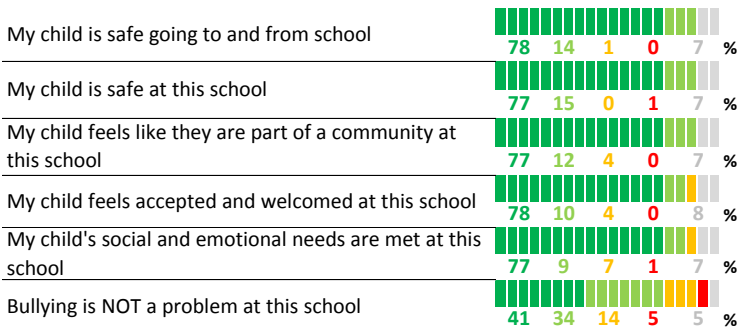 My child is safe going to and from school
78 14 1 0 7 %
My child is safe at this school
77 15 0 1 7 %
My child feels like they are part of a community at
this school
77 12 4 0 7 %
My child feels accepted and welcomed at this school
78 10 4 0 8 %
My child's social and emotional needs are met at this
school
77 9 7 1 7 %
Bullying is NOT a problem at this school
41 34 14 5 5 %